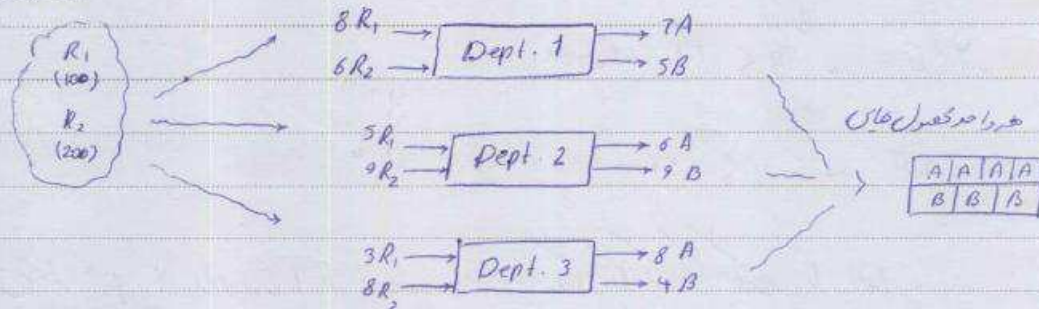 R₁
(100)
R₂
(200)
8R₁
6R₂
Dept. 1
7A
5B
5R₁
9R₂
Dept. 2
6A
9B
3R₁
8R₂
Dept. 3
8A
4B
هر واحد محصول نهایی
A A A A
B B B